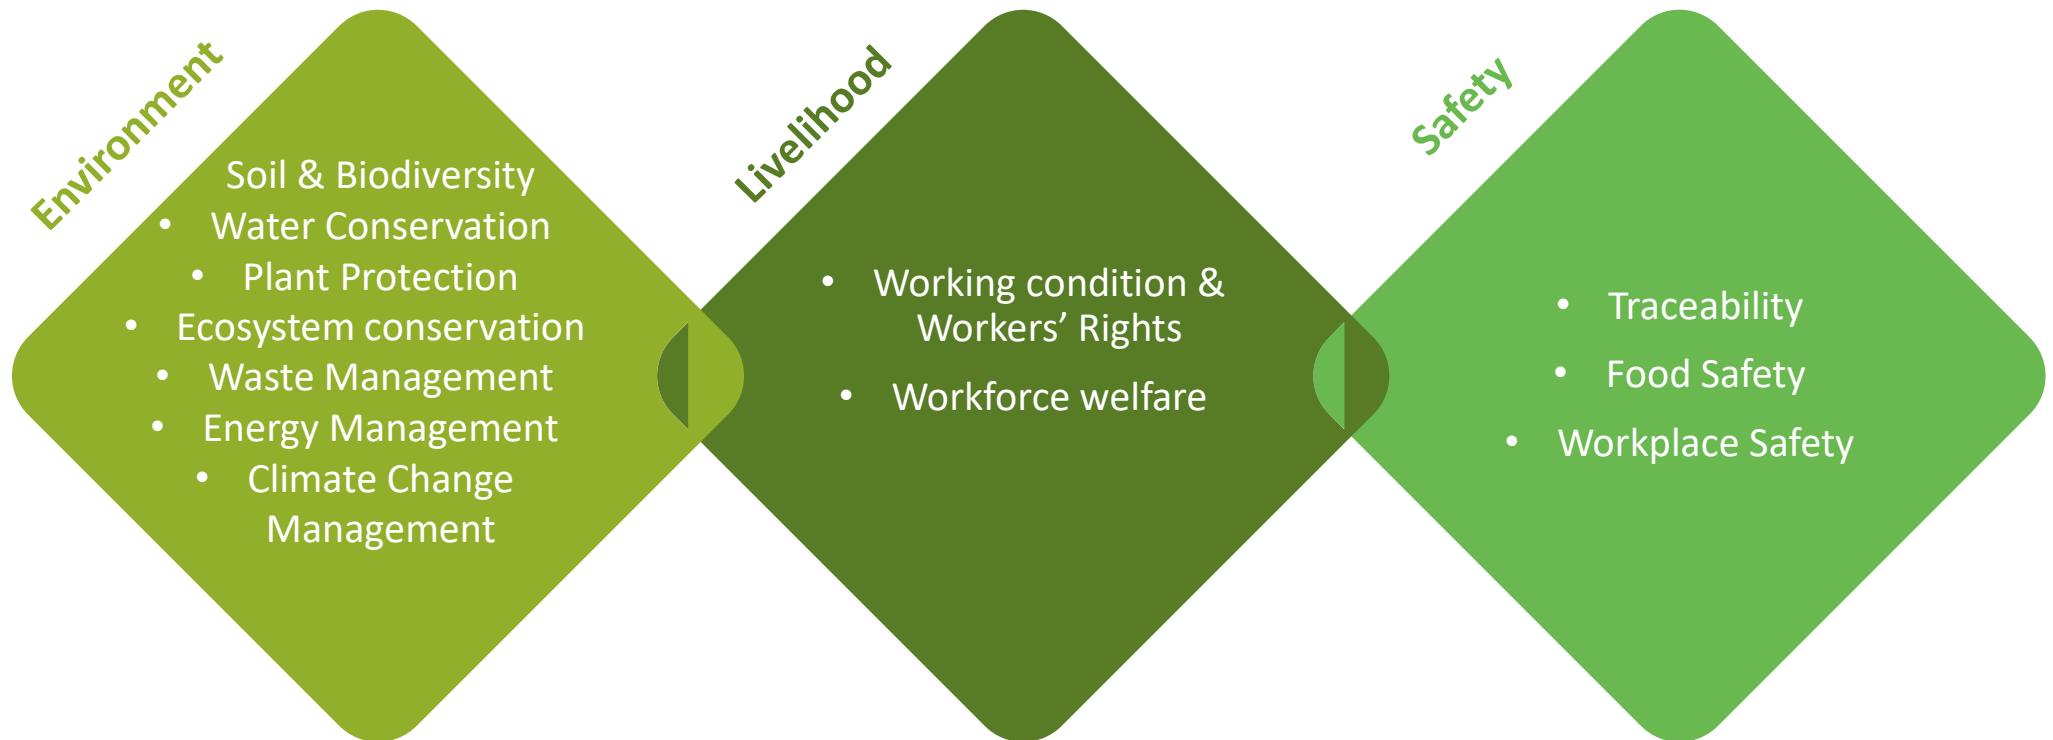 Environment
Soil & Biodiversity
• Water Conservation
• Plant Protection
• Ecosystem conservation
• Waste Management
• Energy Management
• Climate Change
Management
Livelihood
• Working condition &
Workers’ Rights
• Workforce welfare
Safety
• Traceability
• Food Safety
• Workplace Safety